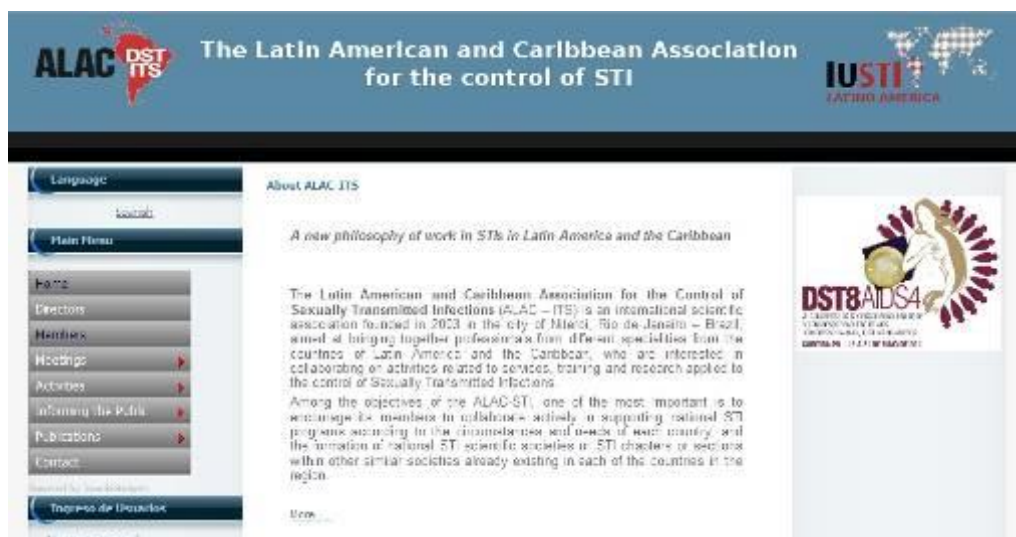 ALAC DST
ITS
The Latin American and Caribbean Association
for the control of STI
IUSTI
LATINO AMERICA
Language
Main Menu
Home
Directors
Members
Meetings
Activities
Informing the Public
Publications
Contact
Ingreso de Usuarios
About ALAC ITS
A new philosophy of work in STIs in Latin America and the Caribbean
The Latin American and Caribbean Association for the Control of
Sexually Transmitted Infections (ALAC – ITS) is an international scientific
association founded in 2003 in the city of Niteroi, Rio de Janeiro – Brazil,
aimed at bringing together professionals from different specialities from the
countries of Latin America and the Caribbean, who are interested in
collaborating on activities related to services, training and research applied to
the control of Sexually Transmitted Infections.
Among the objectives of the ALAC-STI, one of the most important is to
encourage its members to collaborate actively in supporting national STI
programs according to the circumstances and needs of each country, and
the formation of national STI scientific societies or STI chapters or sections
within other similar societies already existing in each of the countries in the
region.
More...
DST8AIDS4